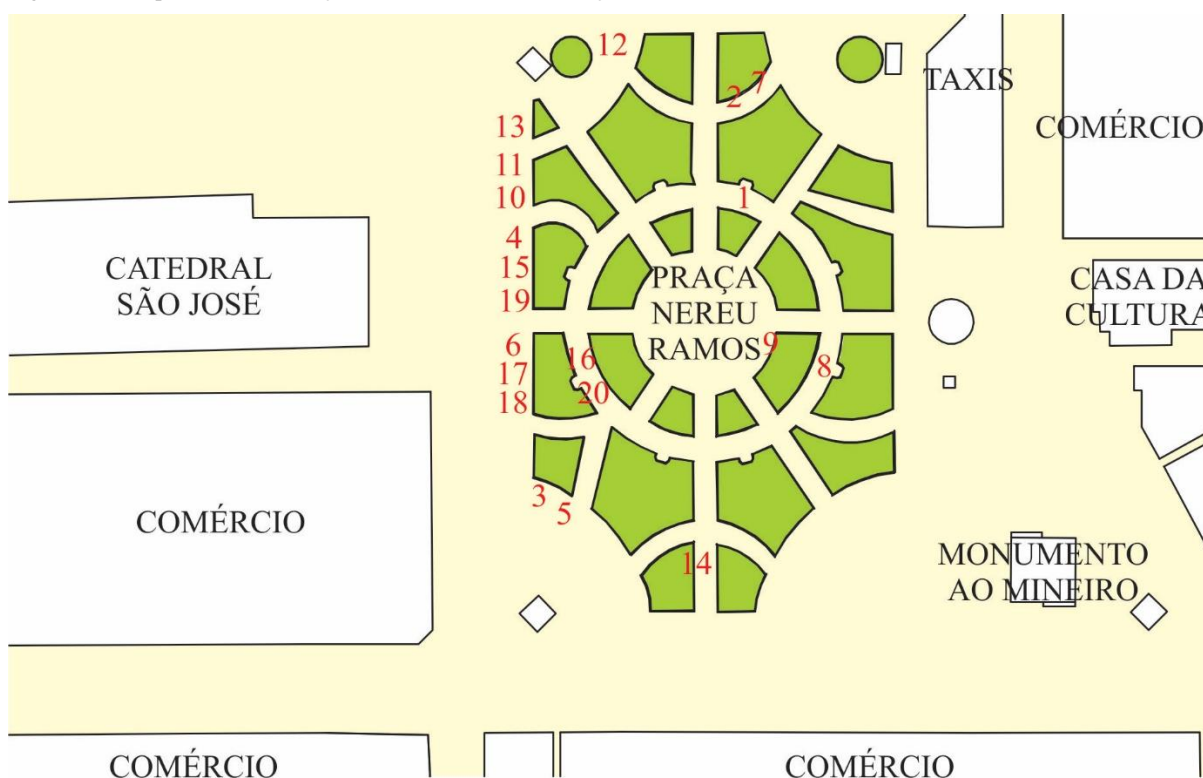 12
7
2
TAXIS
13
COMÉRCIO
11
10
1
4
CATEDRAL
SÃO JOSÉ
15
19
PRAÇA
NEREU
RAMOS
CASA DA
CULTURA
6
16
9
8
17
18
20
3
5
COMÉRCIO
14
MONUMENTO
AO MINEIRO
COMÉRCIO
COMÉRCIO